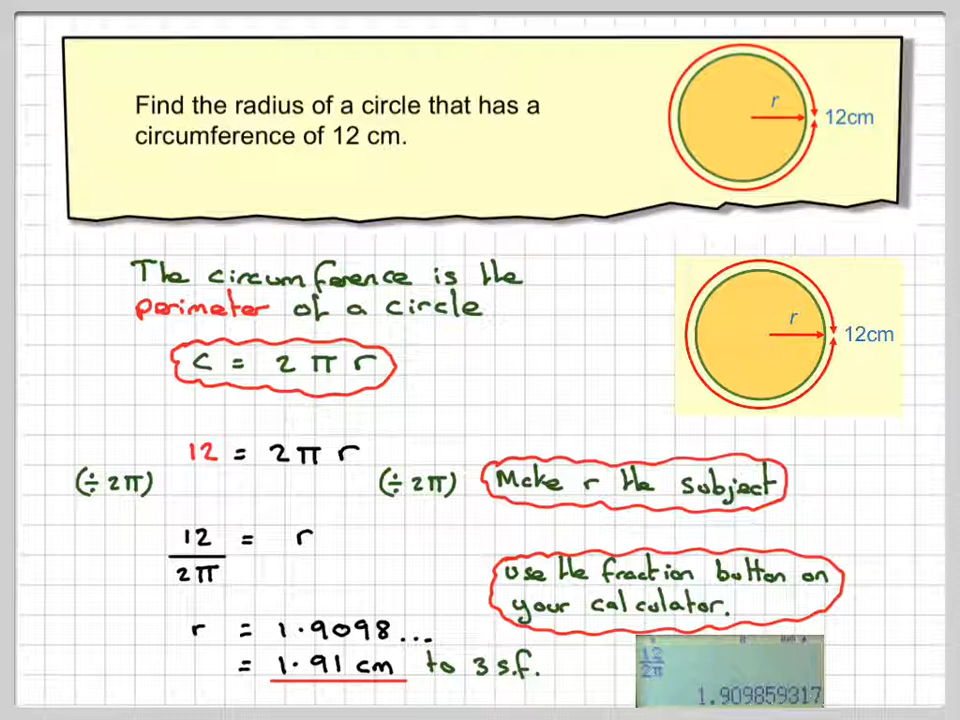 Find the radius of a circle that has a
circumference of 12 cm.
r
12cm
The circumference is the
perimeter of a circle
C = 2 π r
r
12cm
12 = 2π r
(÷ 2π) (÷ 2π)
Make r the subject
12/2π = r
Use the fraction button on
your calculator.
r = 1.9098...
= 1.91 cm to 3 s.f.
12/2π
1.909859317